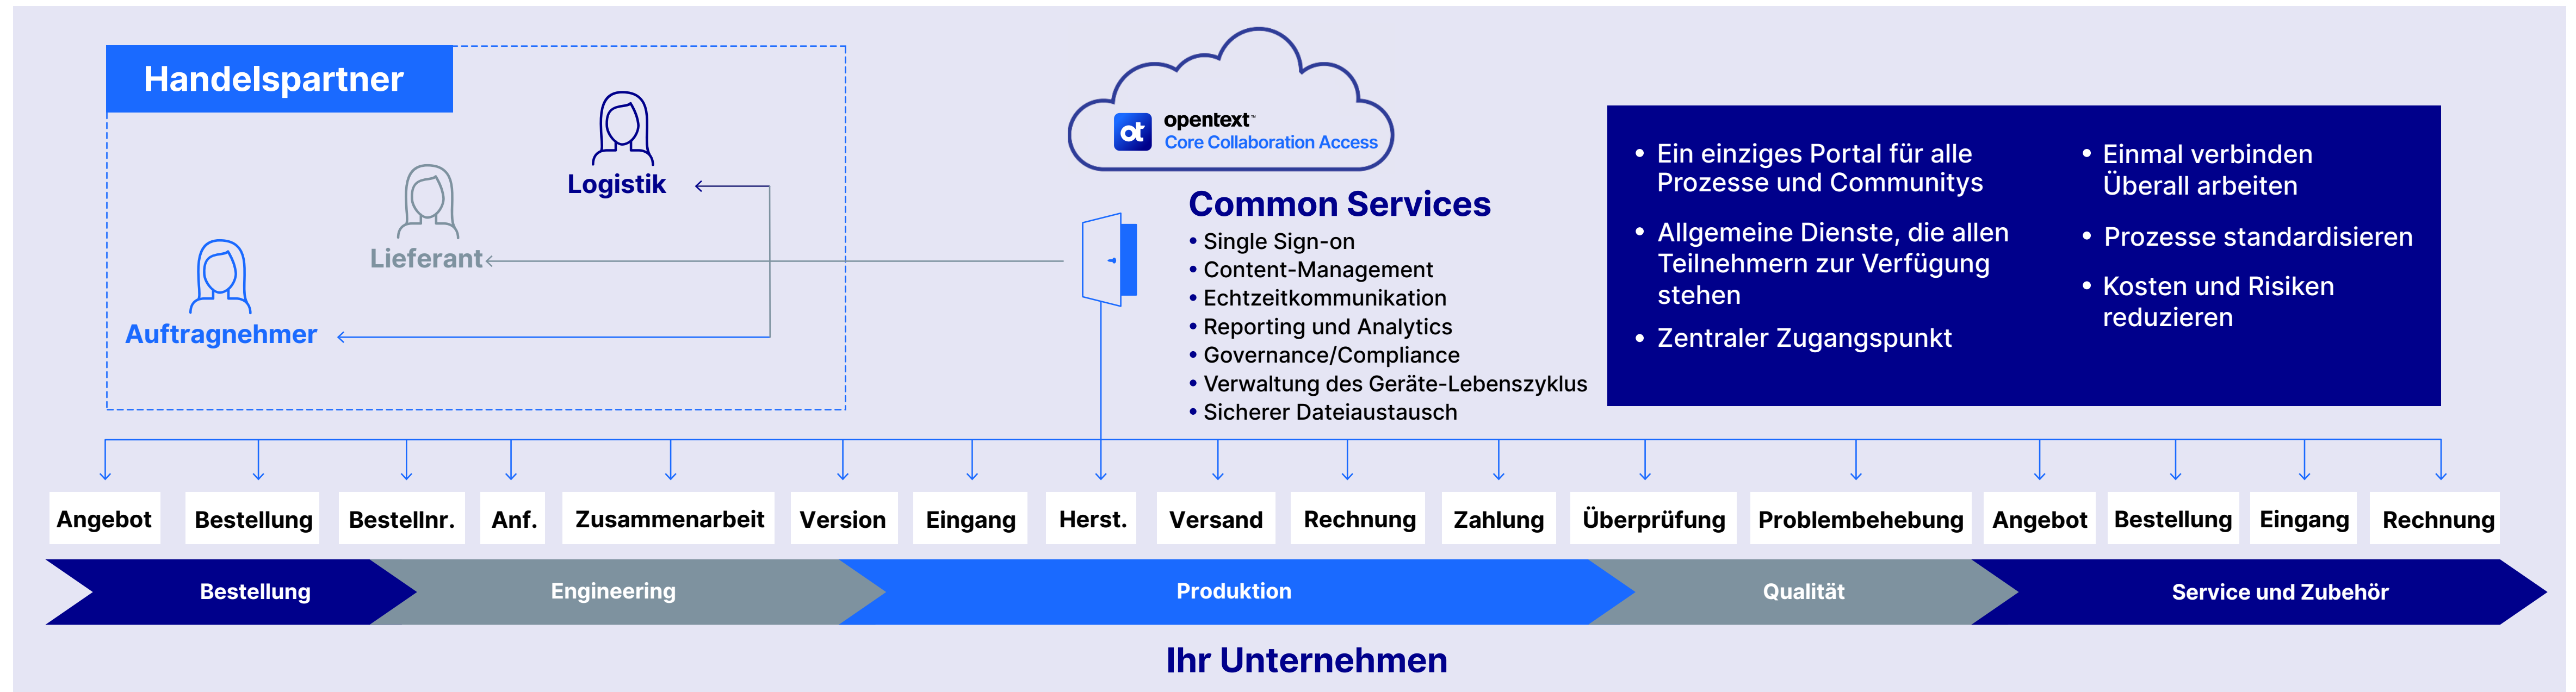 Handelspartner
Logistik
Lieferant
Auftragnehmer
opentext™
Core Collaboration Access
Common Services
• Single Sign-on
• Content-Management
• Echtzeitkommunikation
• Reporting und Analytics
• Governance/Compliance
• Verwaltung des Geräte-Lebenszyklus
• Sicherer Dateiaustausch
• Ein einziges Portal für alle
Prozesse und Communitys
• Allgemeine Dienste, die allen
Teilnehmern zur Verfügung
stehen
• Zentraler Zugangspunkt
• Einmal verbinden
Überall arbeiten
• Prozesse standardisieren
• Kosten und Risiken
reduzieren
Angebot Bestellung Bestellnr. Anf. Zusammenarbeit Version Eingang Herst. Versand Rechnung Zahlung Überprüfung Problembehebung Angebot Bestellung Eingang Rechnung
Bestellung Engineering Produktion Qualität Service und Zubehör
Ihr Unternehmen